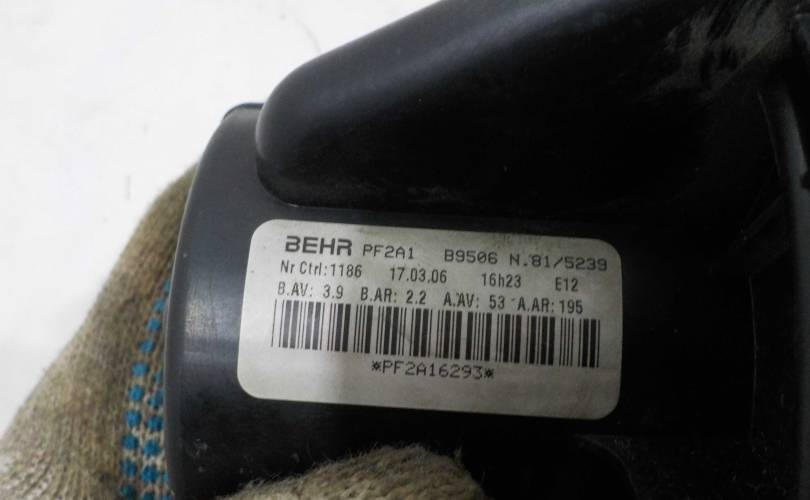 BEHR PF2A1 B9506 N.81/5239
Nr Ctrl:1186 17.03.06 16h23 E12
B.AV: 3.9 B.AR: 2.2 A.AV: 53 A.AR: 195
*PF2A16293*